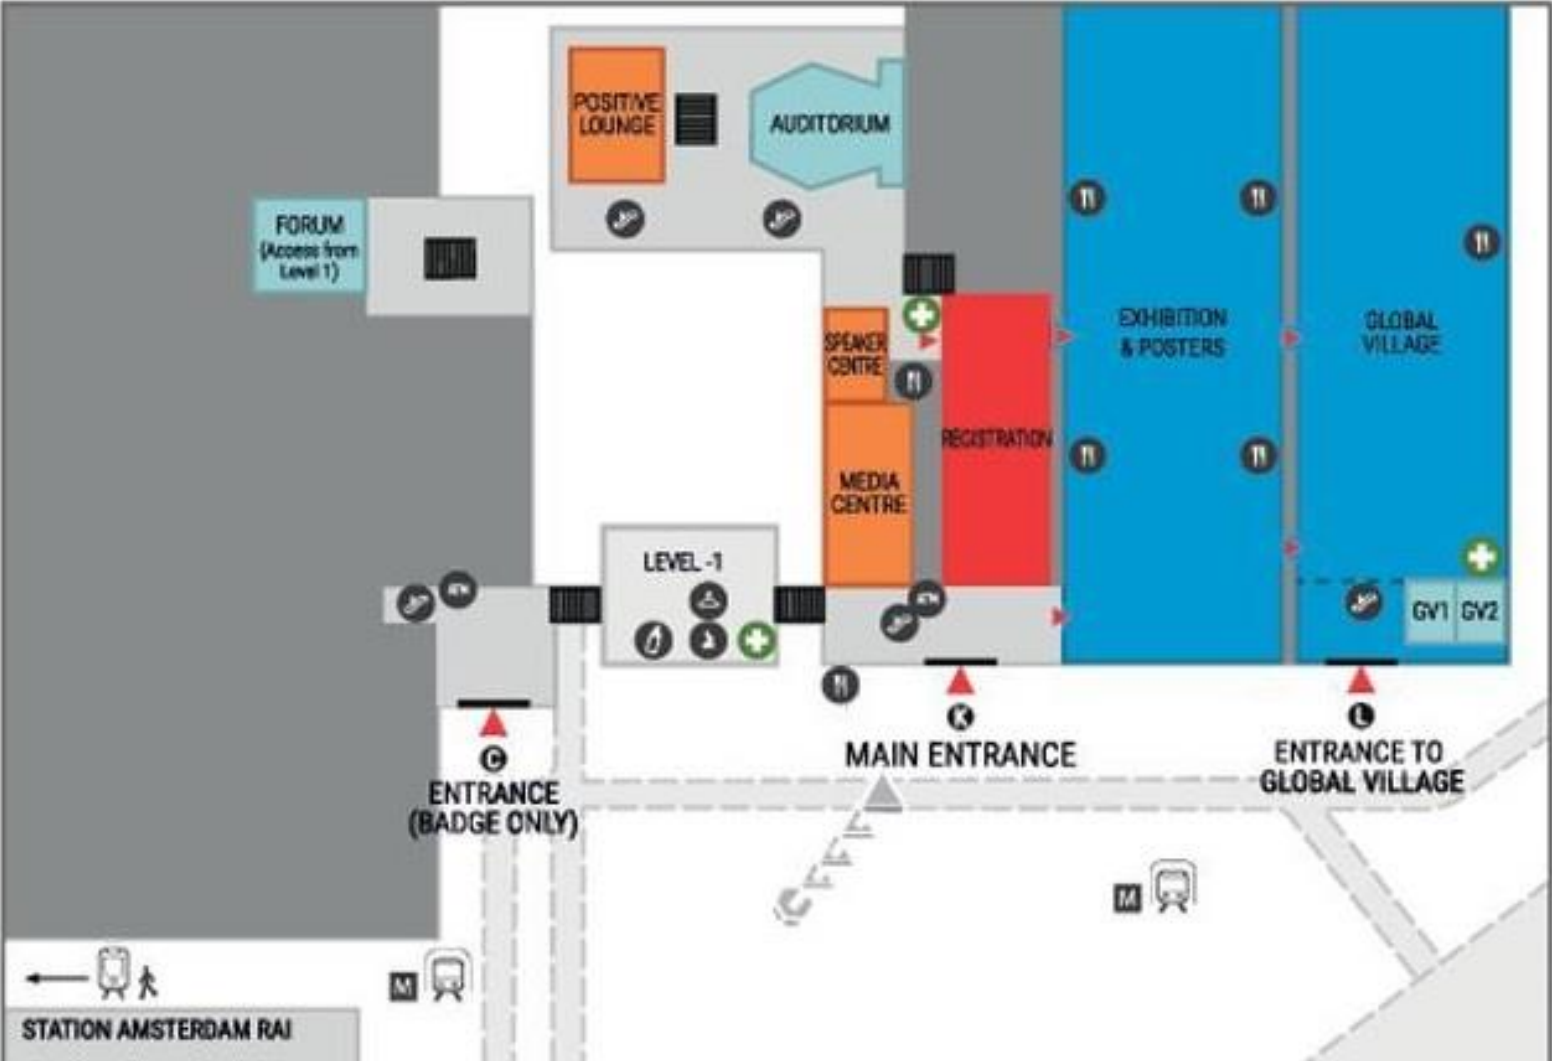 POSITIVE
LOUNGE
AUDITORIUM
FORUM
(Access from
Level 1)
SPEAKER
CENTRE
EXHIBITION
& POSTERS
GLOBAL
VILLAGE
REGISTRATION
MEDIA
CENTRE
LEVEL -1
GV1
GV2
K
MAIN ENTRANCE
L
ENTRANCE TO
GLOBAL VILLAGE
C
ENTRANCE
(BADGE ONLY)
M
M
STATION AMSTERDAM RAI